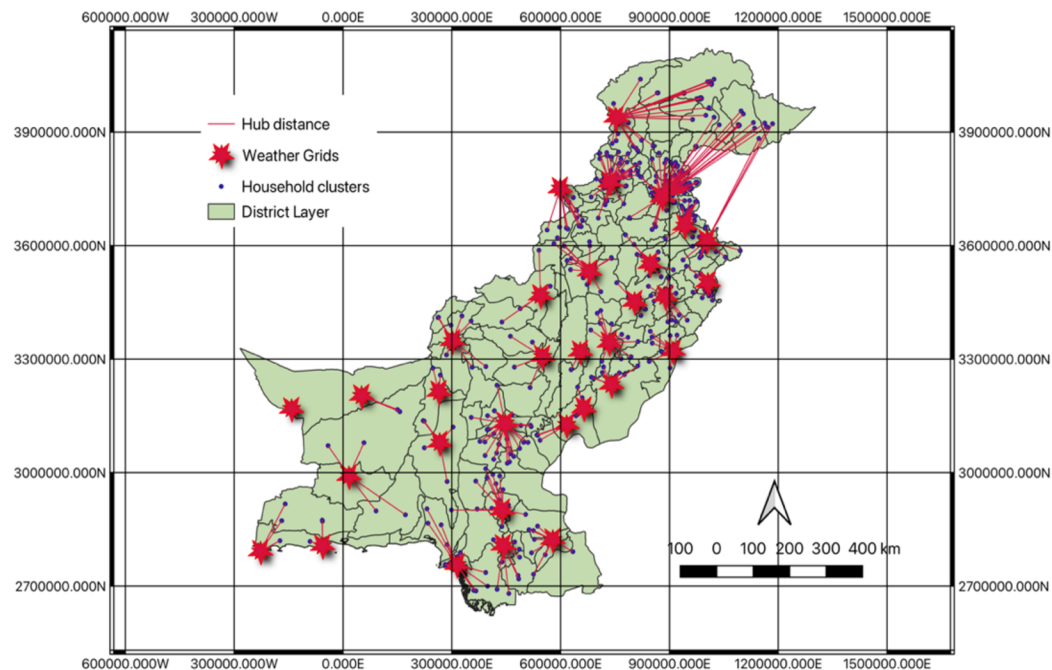 600000.000W 300000.000W 0.000E 300000.000E 600000.000E 900000.000E 1200000.000E 1500000.000E
Hub distance
Weather Grids
Household clusters
District Layer
3900000.000N 3900000.000N
3600000.000N 3600000.000N
3300000.000N 3300000.000N
3000000.000N 3000000.000N
100 0 100 200 300 400 km
2700000.000N 2700000.000N
600000.000W 300000.000W 0.000E 300000.000E 600000.000E 900000.000E 1200000.000E 1500000.000E